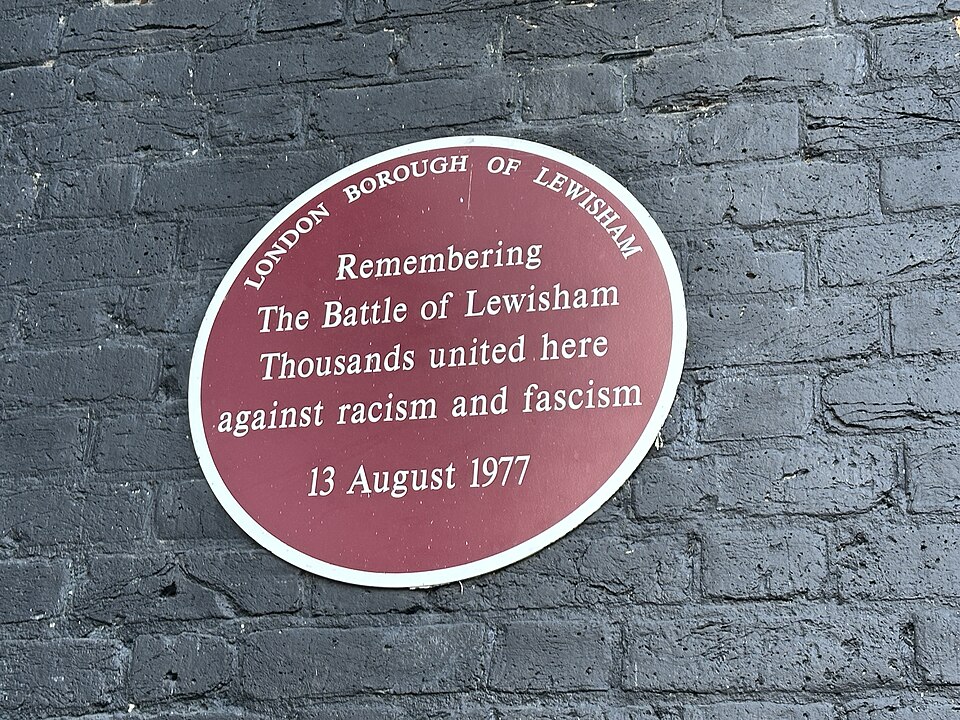 LONDON BOROUGH OF LEWISHAM
Remembering
The Battle of Lewisham
Thousands united here
against racism and fascism
13 August 1977